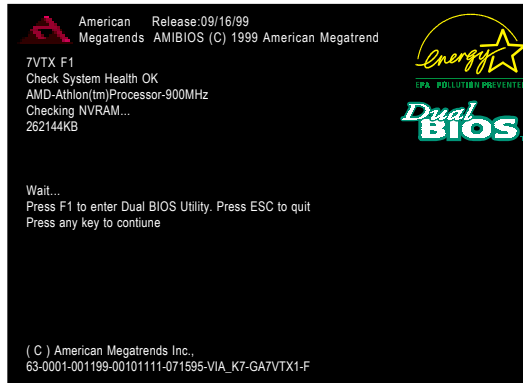 American Release:09/16/99
Megatrends AMIBIOS (C) 1999 American Megatrend
energy
EPA POLLUTION PREVENTE
7VTX F1
Check System Health OK
AMD-Athlon(tm)Processor-900MHz
Checking NVRAM...
262144KB
Dual
BIOS
Wait...
Press F1 to enter Dual BIOS Utility. Press ESC to quit
Press any key to contiune
( C ) American Megatrends Inc.,
63-0001-001199-00101111-071595-VIA_K7-GA7VTX1-F